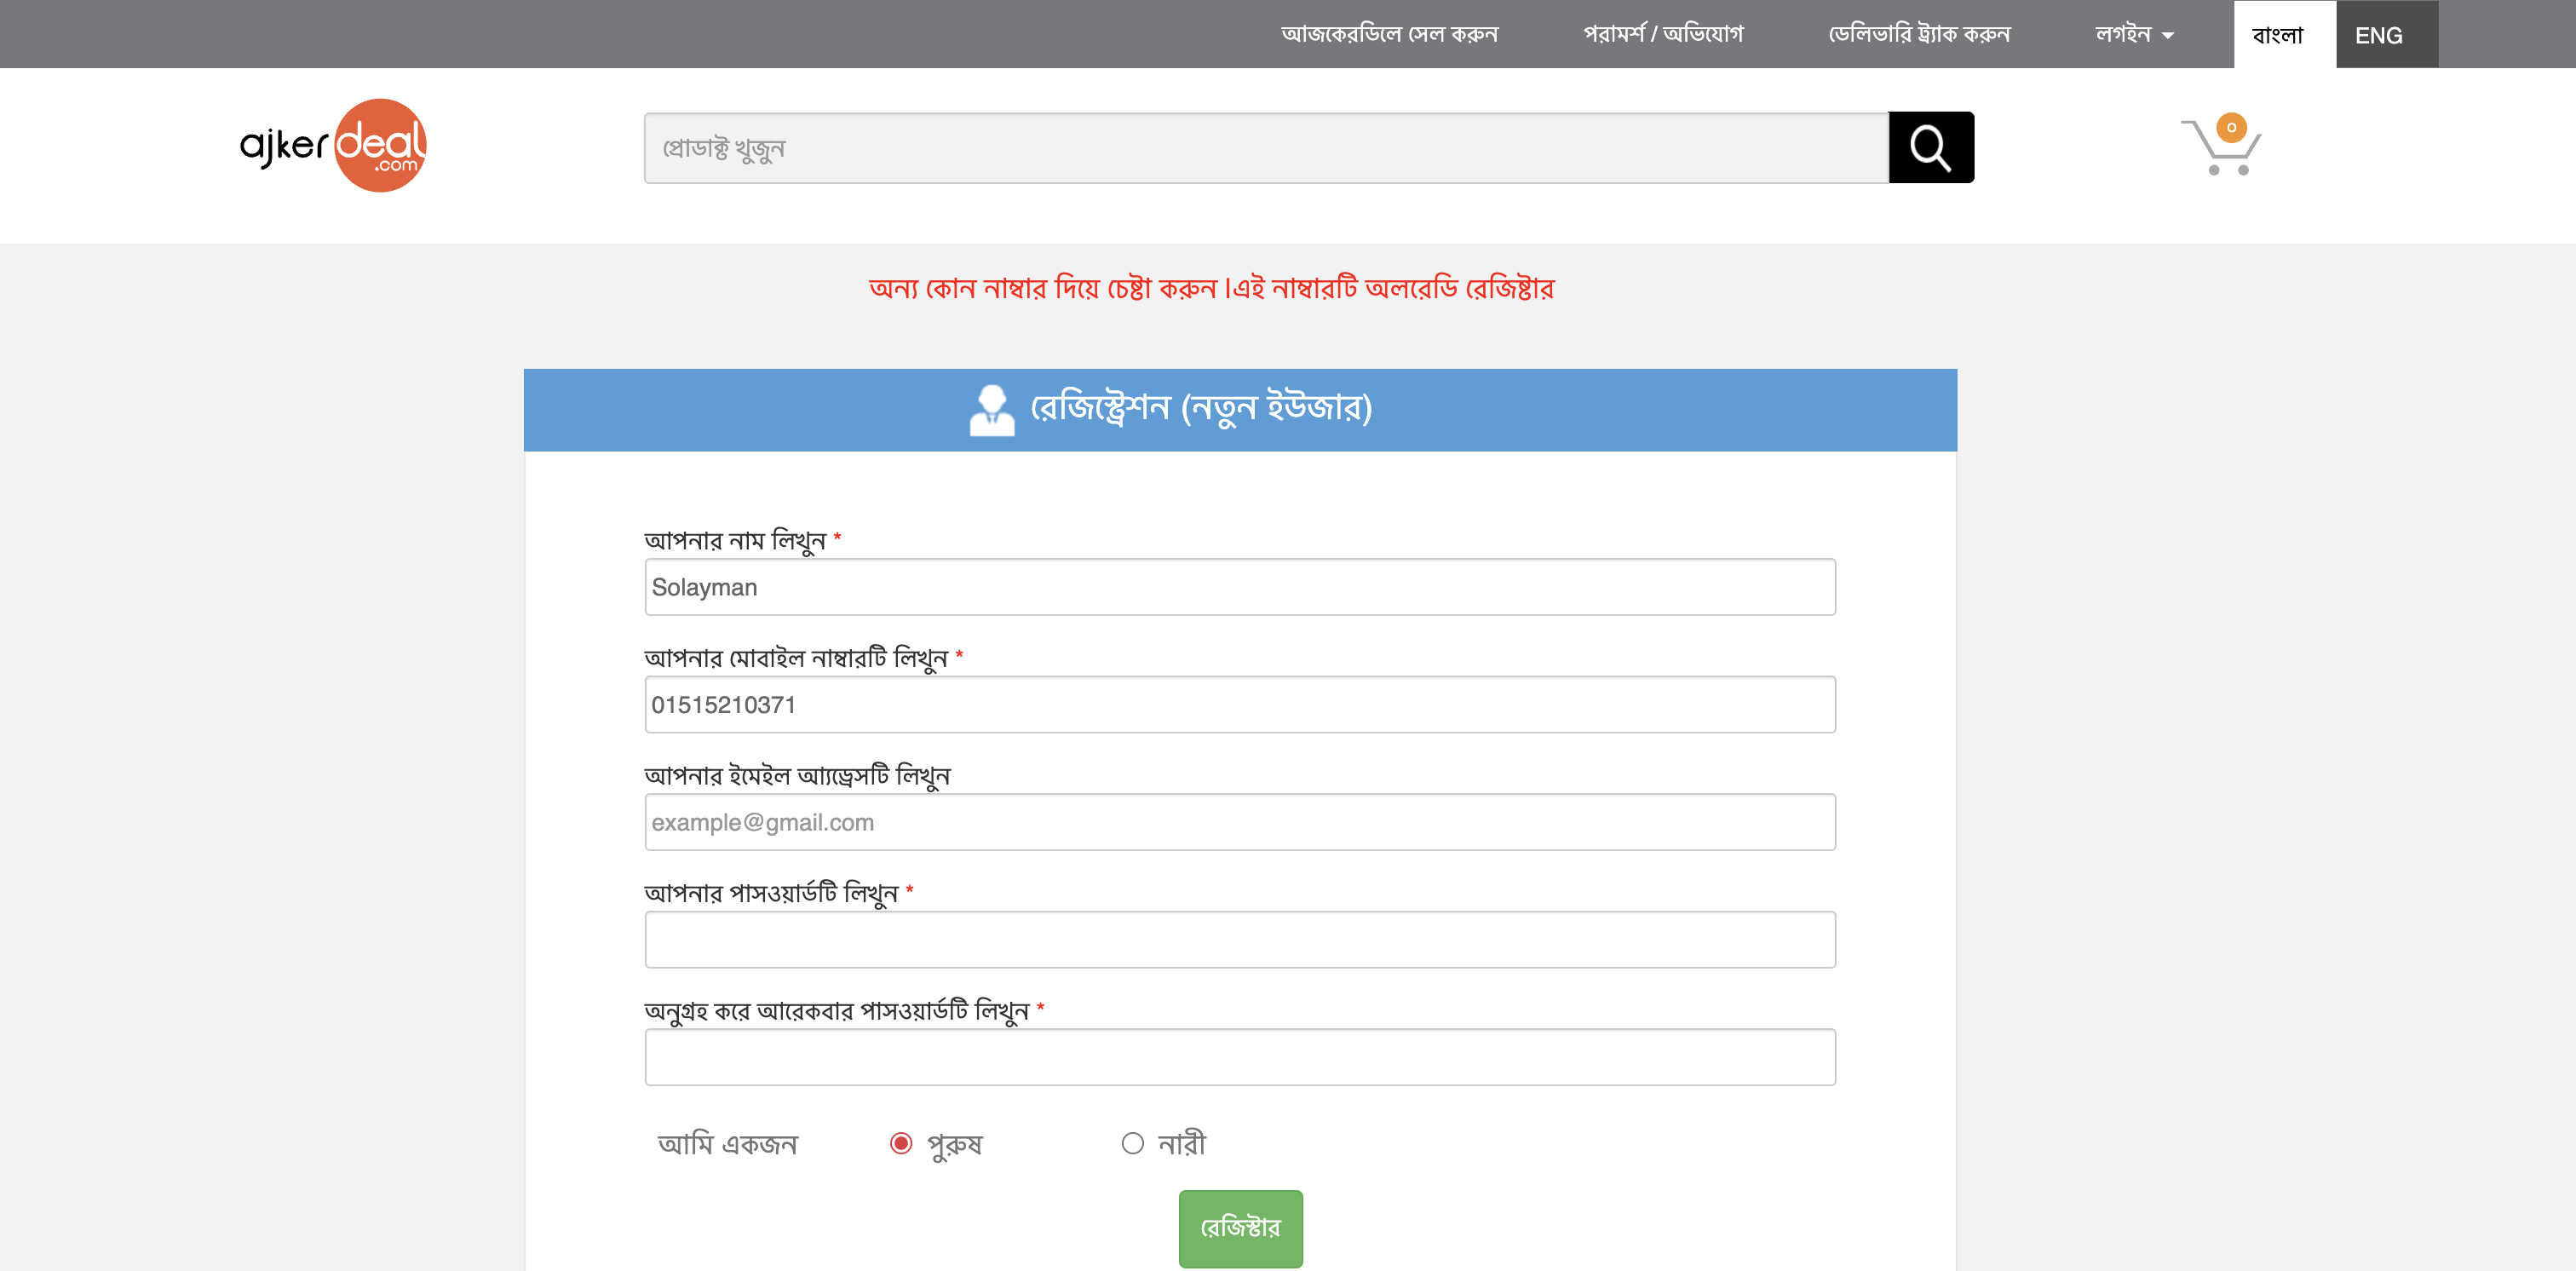 আজকেরডিলে সেল করুন পরামর্শ / অভিযোগ ডেলিভারি ট্র্যাক করুন লগইন বাংলা ENG
ajkerdeal.com
প্রোডাক্ট খুজুন
0
অন্য কোন নাম্বার দিয়ে চেষ্টা করুন।এই নাম্বারটি অলরেডি রেজিষ্টার
রেজিস্ট্রেশন (নতুন ইউজার)
আপনার নাম লিখুন *
Solayman
আপনার মোবাইল নাম্বারটি লিখুন *
01515210371
আপনার ইমেইল আ্যড্রেসটি লিখুন
example@gmail.com
আপনার পাসওয়ার্ডটি লিখুন *
অনুগ্রহ করে আরেকবার পাসওয়ার্ডটি লিখুন *
আমি একজন পুরুষ নারী
রেজিস্টার